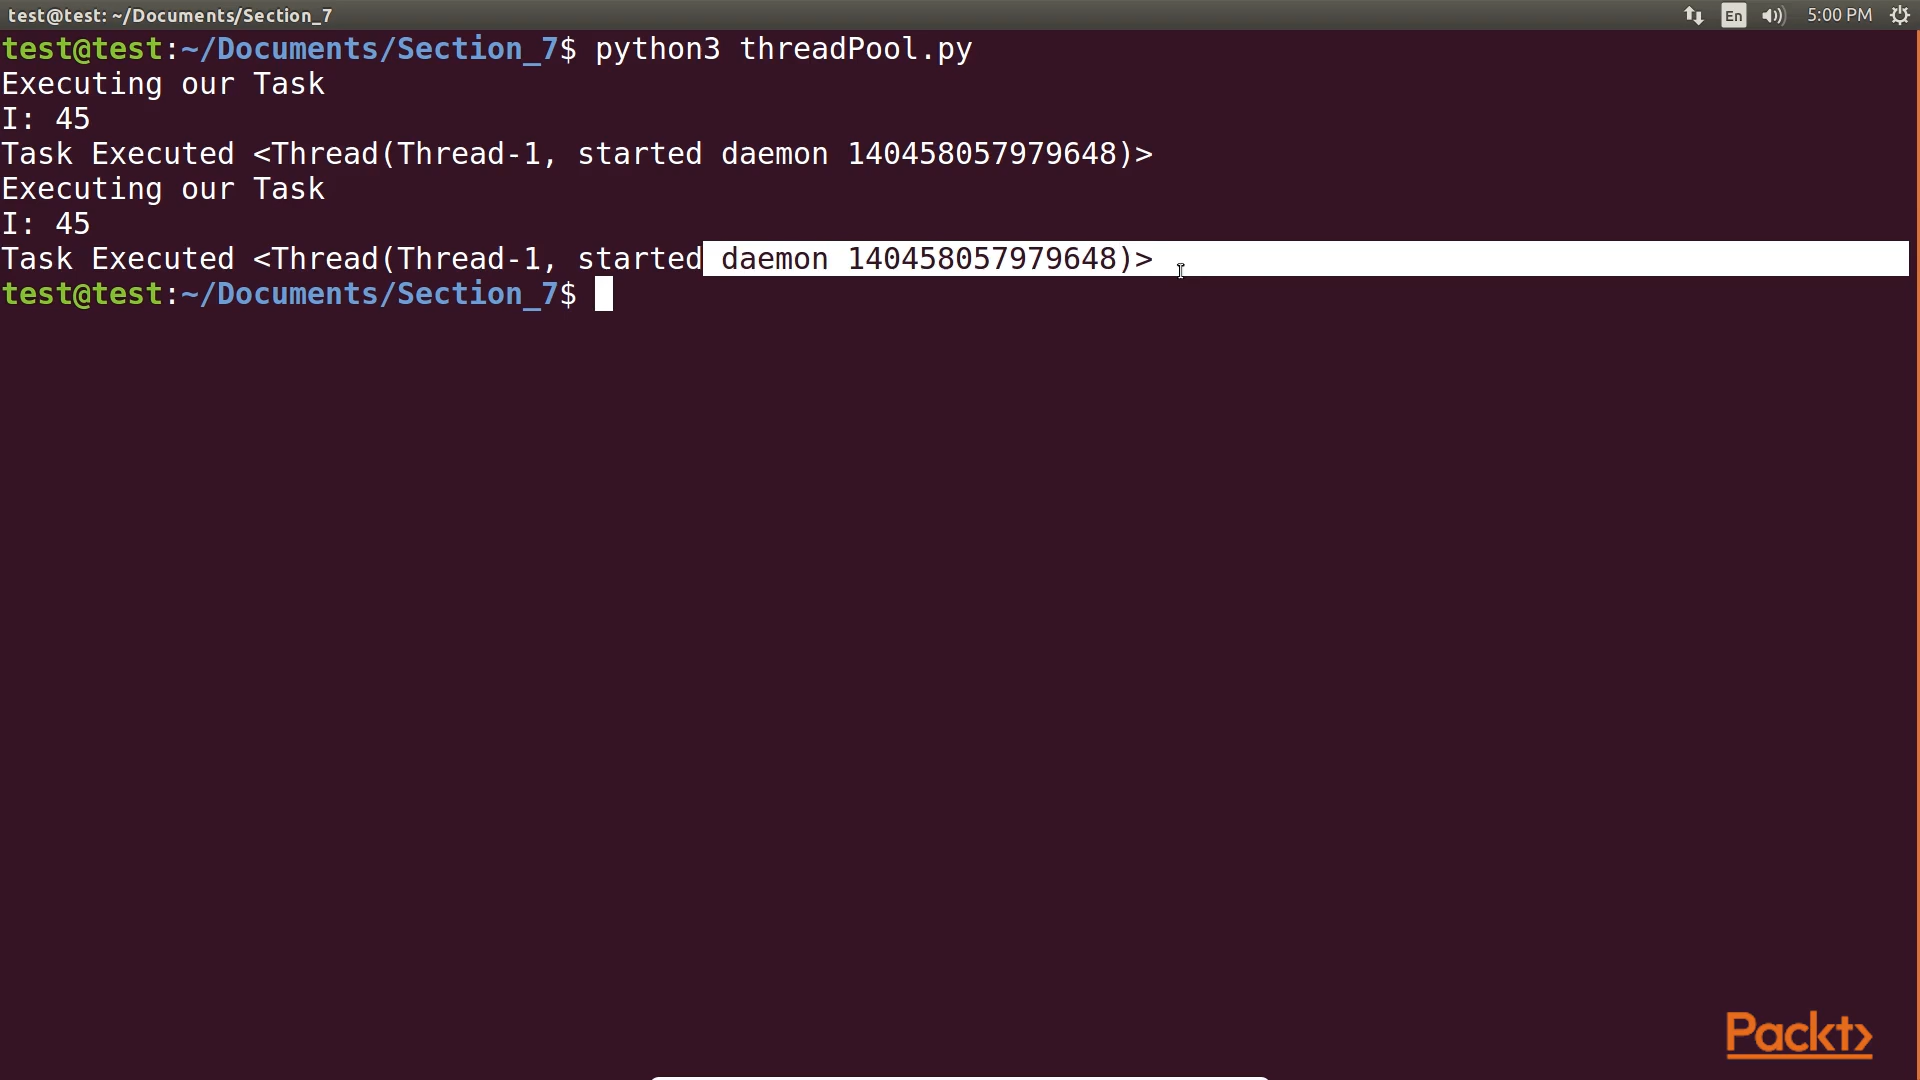 test@test: ~/Documents/Section_7
En
5:00 PM
test@test:~/Documents/Section_7$ python3 threadPool.py
Executing our Task
I: 45
Task Executed <Thread(Thread-1, started daemon 140458057979648)>
Executing our Task
I: 45
Task Executed <Thread(Thread-1, started daemon 140458057979648)>
test@test:~/Documents/Section_7$
Packt>